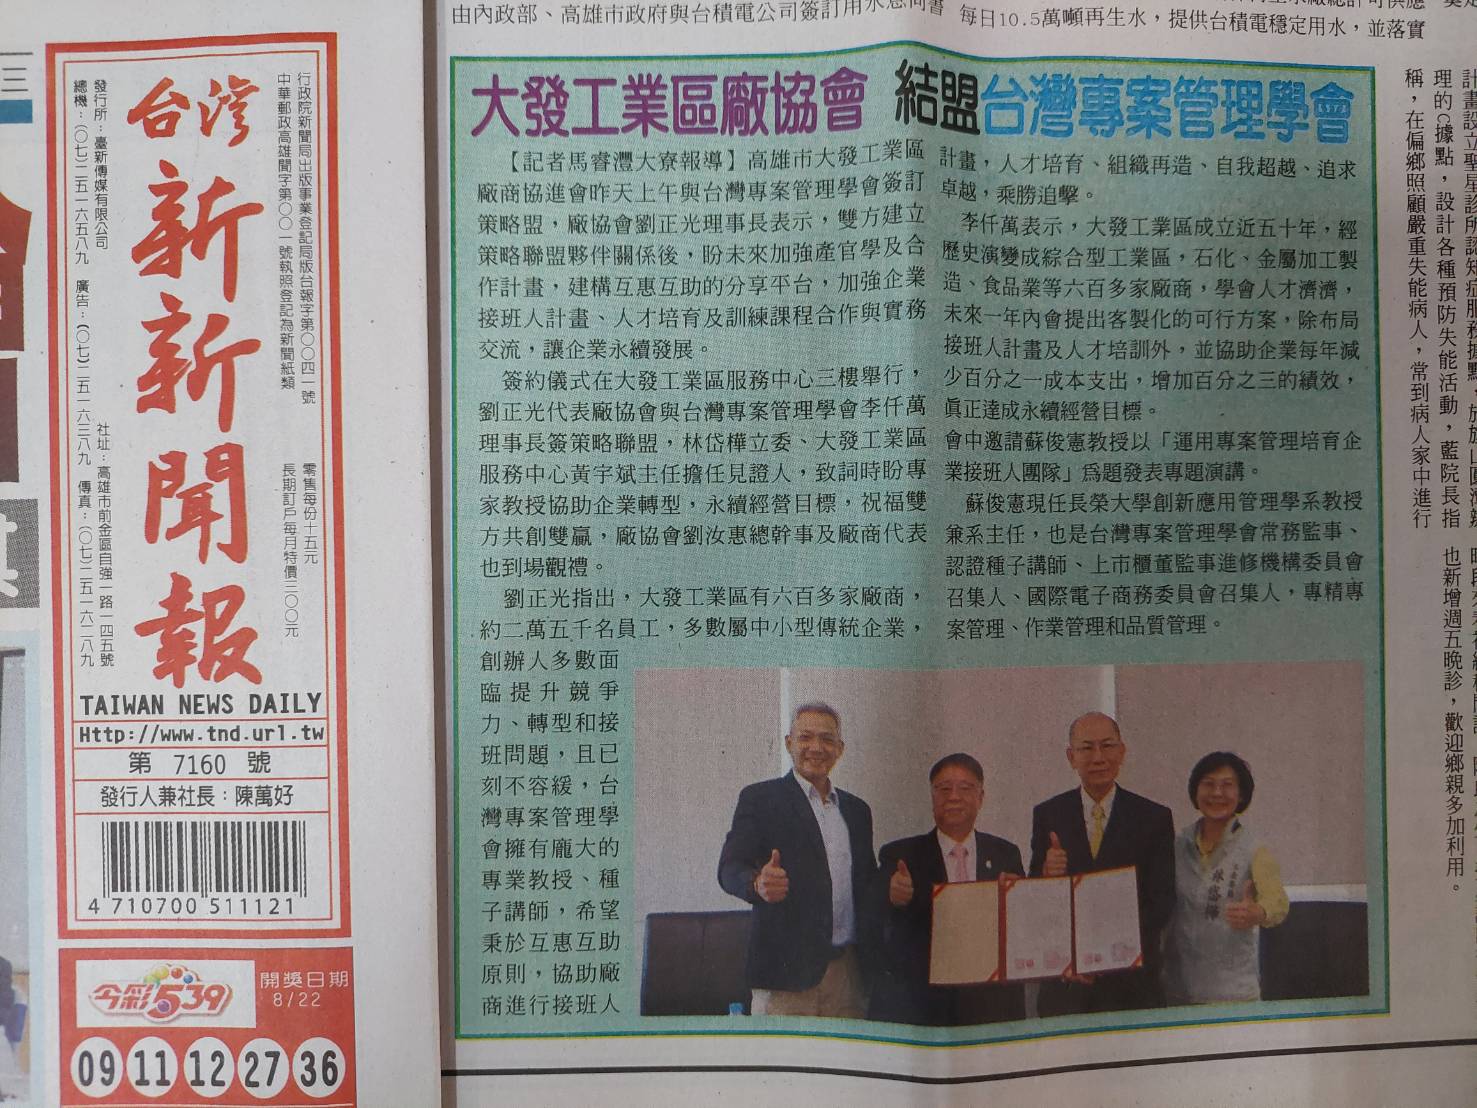 台灣
新
新
聞
報
行政院新聞局出版事業登記局版台報字第〇〇四一號
中華郵政高雄聞字第〇〇一號執照登記為新聞紙類
零售每份十五元
長期訂戶每月特價三〇〇元
發行所：臺新傳媒有限公司
社址：高雄市前金區自強一路一四五號
總機：(〇七)二五一六五八九 廣告：(〇七)二五一六三八九 傳真：(〇七)二五一六二八九
TAIWAN NEWS DAILY
Http://www.tnd.url.tw
第 7160 號
發行人兼社長：陳萬好
4 710700 511121
今彩539
開獎日期
8/22
09 11 12 27 36
由內政部、高雄市政府與台積電公司簽訂用水意向書
每日10.5萬噸再生水，提供台積電穩定用水，並落實
大發工業區廠協會 結盟台灣專案管理學會
【記者馬睿灃大寮報導】高雄市大發工業區
廠商協進會昨天上午與台灣專案管理學會簽訂
策略盟，廠協會劉正光理事長表示，雙方建立
策略聯盟夥伴關係後，盼未來加強產官學及合
作計畫，建構互惠互助的分享平台，加強企業
接班人計畫、人才培育及訓練課程合作與實務
交流，讓企業永續發展。
簽約儀式在大發工業區服務中心三樓舉行，
劉正光代表廠協會與台灣專案管理學會李仟萬
理事長簽策略聯盟，林岱樺立委、大發工業區
服務中心黃宇斌主任擔任見證人，致詞時盼專
家教授協助企業轉型，永續經營目標，祝福雙
方共創雙贏，廠協會劉汝惠總幹事及廠商代表
也到場觀禮。
劉正光指出，大發工業區有六百多家廠商，
約二萬五千名員工，多數屬中小型傳統企業，
創辦人多數面
臨提升競爭
力、轉型和接
班問題，且已
刻不容緩，台
灣專案管理學
會擁有龐大的
專業教授、種
子講師，希望
秉於互惠互助
原則，協助廠
商進行接班人
計畫，人才培育、組織再造、自我超越、追求
卓越，乘勝追擊。
李仟萬表示，大發工業區成立近五十年，經
歷史演變成綜合型工業區，石化、金屬加工製
造、食品業等六百多家廠商，學會人才濟濟，
未來一年內會提出客製化的可行方案，除布局
接班人計畫及人才培訓外，並協助企業每年減
少百分之一成本支出，增加百分之三的績效，
真正達成永續經營目標。
會中邀請蘇俊憲教授以「運用專案管理培育企
業接班人團隊」為題發表專題演講。
蘇俊憲現任長榮大學創新應用管理學系教授
兼系主任，也是台灣專案管理學會常務監事、
認證種子講師、上市櫃董監事進修機構委員會
召集人、國際電子商務委員會召集人，專精專
案管理、作業管理和品質管理。
林岱樺
理的C據點，設計各種預防失能活動，藍院長指
稱，在偏鄉照顧嚴重失能病人，常到病人家中進行
也新增週五晚診，歡迎鄉親多加利用。